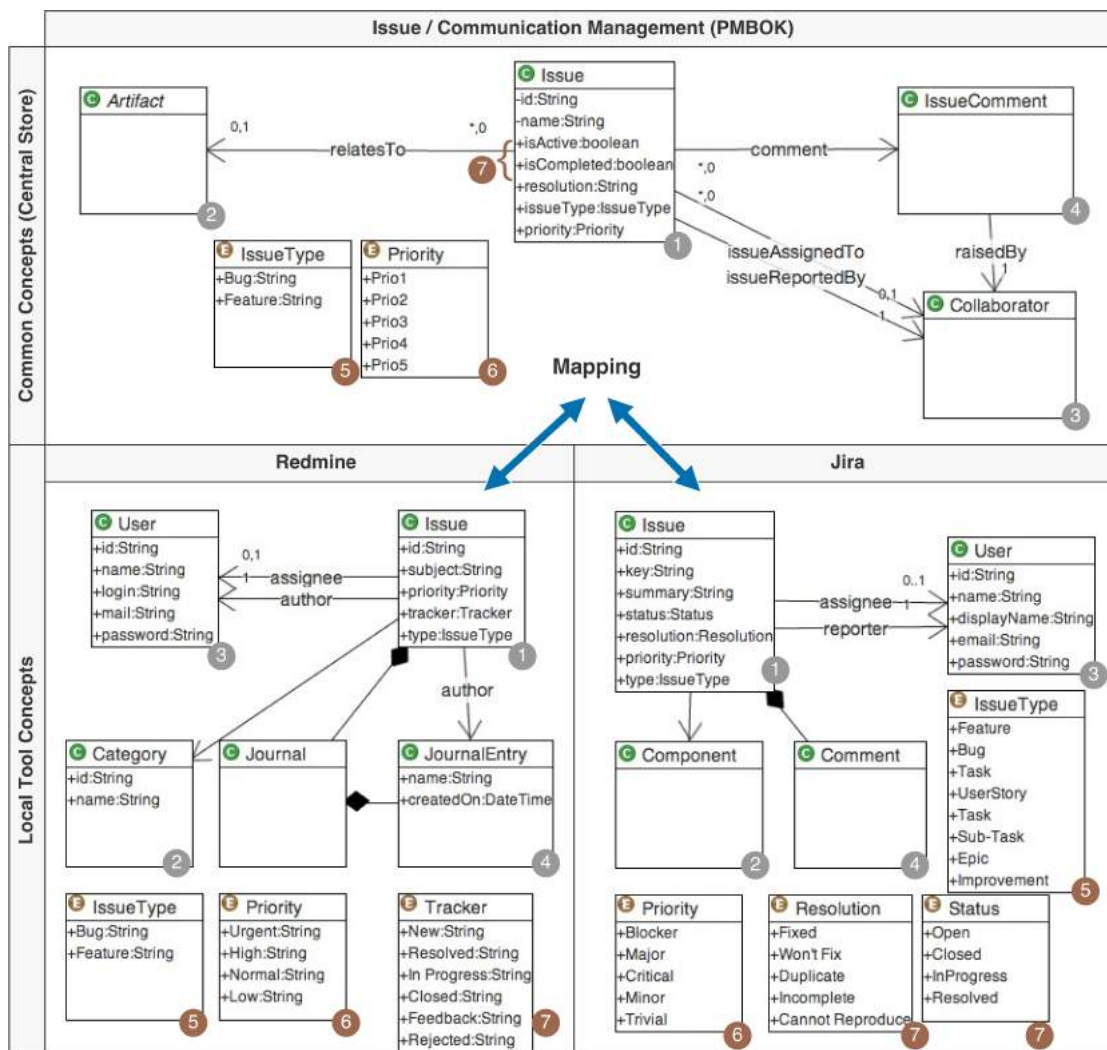 Issue / Communication Management (PMBOK)
Common Concepts (Central Store)
C Artifact
2
0,1
relatesTo
*,0
C Issue
-id:String
-name:String
+isActive:boolean
+isCompleted:boolean
+resolution:String
+issueType:IssueType
+priority:Priority
7 {
1
comment
*,0
*,0
C IssueComment
4
issueAssignedTo
issueReportedBy
0,1
1
raisedBy
1
C Collaborator
3
E IssueType
+Bug:String
+Feature:String
5
E Priority
+Prio1
+Prio2
+Prio3
+Prio4
+Prio5
6
Mapping
Local Tool Concepts
Redmine
C User
+id:String
+name:String
+login:String
+mail:String
+password:String
3
0,1
assignee
1
author
C Issue
+id:String
+subject:String
+priority:Priority
+tracker:Tracker
+type:IssueType
1
author
C Category
+id:String
+name:String
2
C Journal
C JournalEntry
+name:String
+createdOn:DateTime
4
E IssueType
+Bug:String
+Feature:String
5
E Priority
+Urgent:String
+High:String
+Normal:String
+Low:String
6
E Tracker
+New:String
+Resolved:String
+In Progress:String
+Closed:String
+Feedback:String
+Rejected:String
7
Jira
C Issue
+id:String
+key:String
+summary:String
+status:Status
+resolution:Resolution
+priority:Priority
+type:IssueType
1
0..1
assignee
1
reporter
C User
+id:String
+name:String
+displayName:String
+email:String
+password:String
3
C Component
2
C Comment
4
E IssueType
+Feature
+Bug
+Task
+UserStory
+Task
+Sub-Task
+Epic
+Improvement
5
E Priority
+Blocker
+Major
+Critical
+Minor
+Trivial
6
E Resolution
+Fixed
+Won't Fix
+Duplicate
+Incomplete
+Cannot Reproduce
7
E Status
+Open
+Closed
+InProgress
+Resolved
7